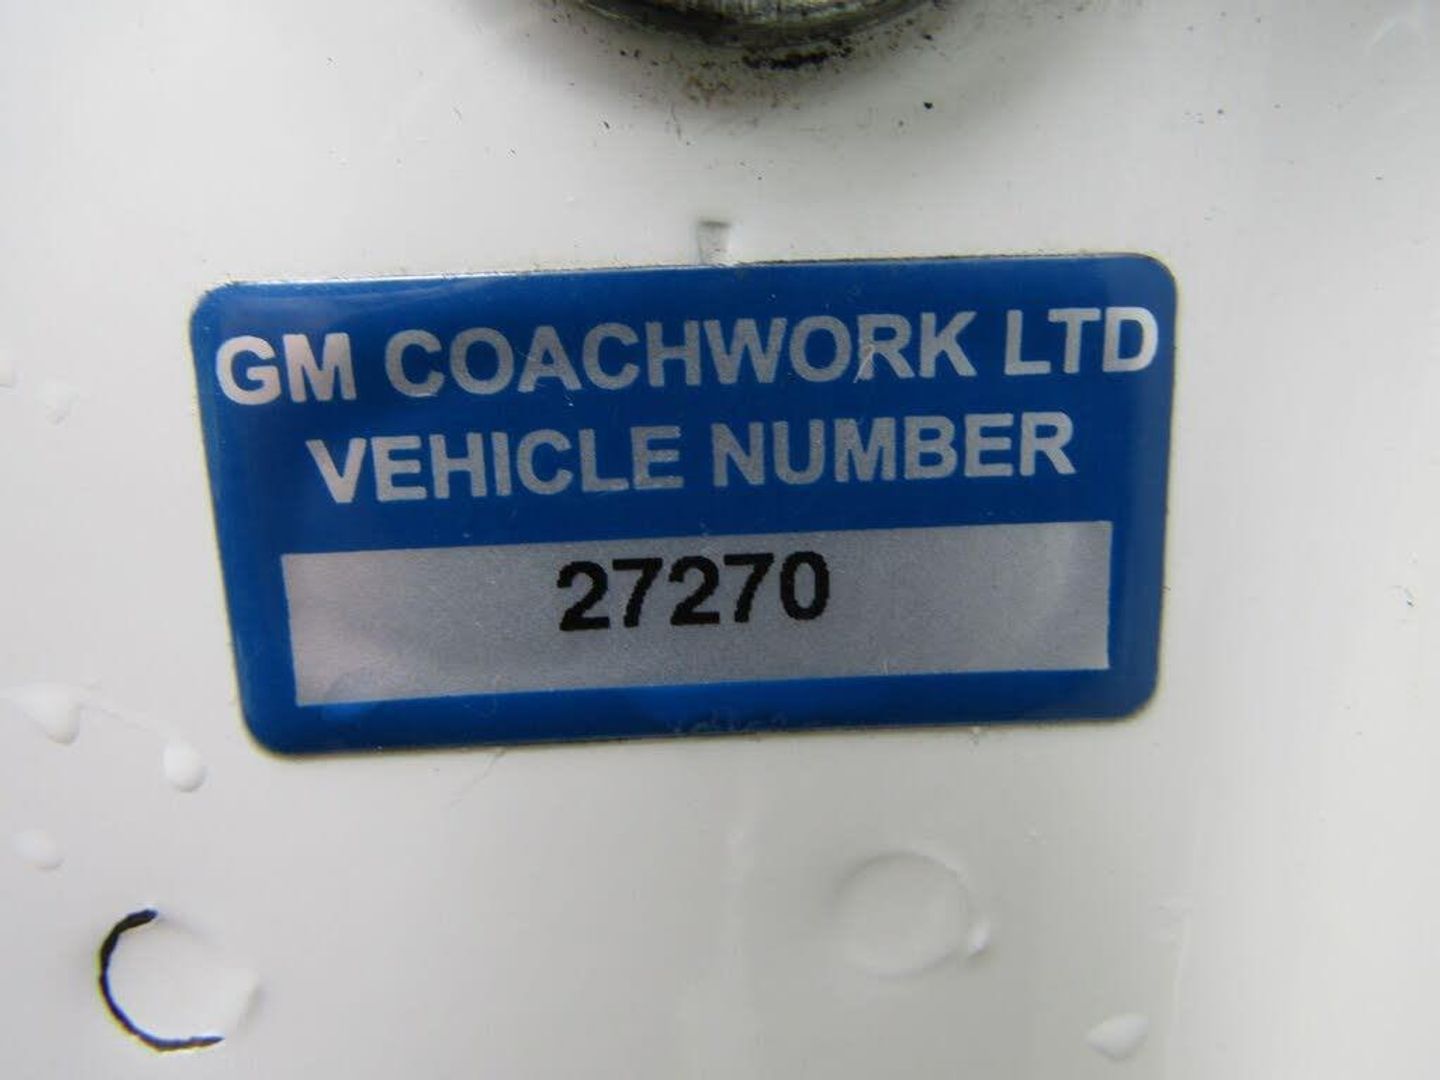 GM COACHWORK LTD
VEHICLE NUMBER
27270